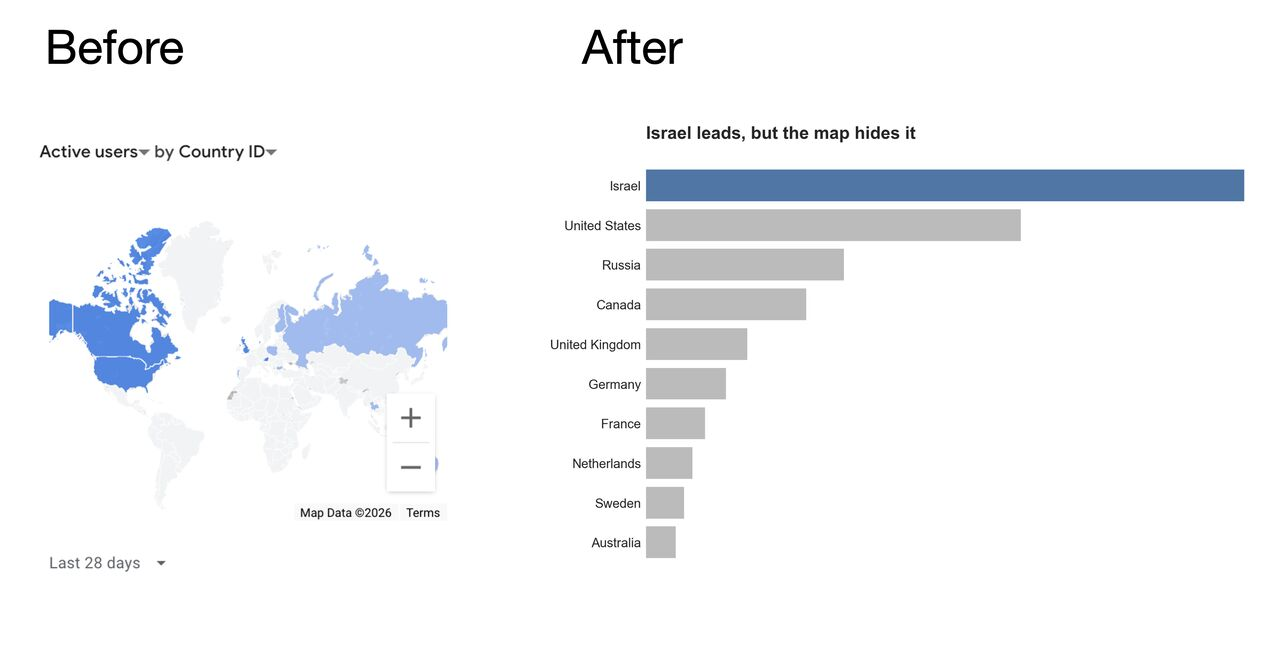 Before
After
Active users by Country ID
Map Data ©2026 Terms
Last 28 days
Israel leads, but the map hides it
Israel
United States
Russia
Canada
United Kingdom
Germany
France
Netherlands
Sweden
Australia